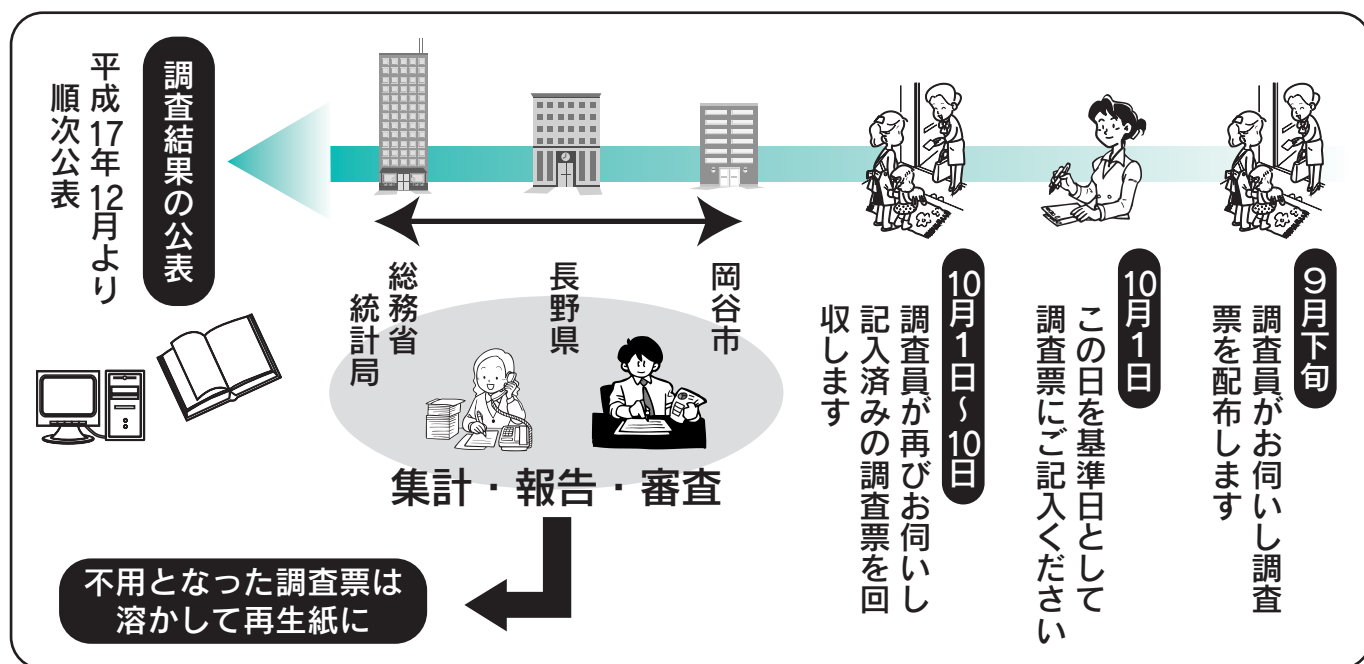 9月下旬
調査員がお伺いし調査
票を配布します
10月1日
この日を基準日として
調査票にご記入ください
10月1日~10日
調査員が再びお伺いし
記入済みの調査票を回
収します
岡谷市
長野県
総務省
統計局
集計・報告・審査
調査結果の公表
平成17年12月より
順次公表
不用となった調査票は
溶かして再生紙に